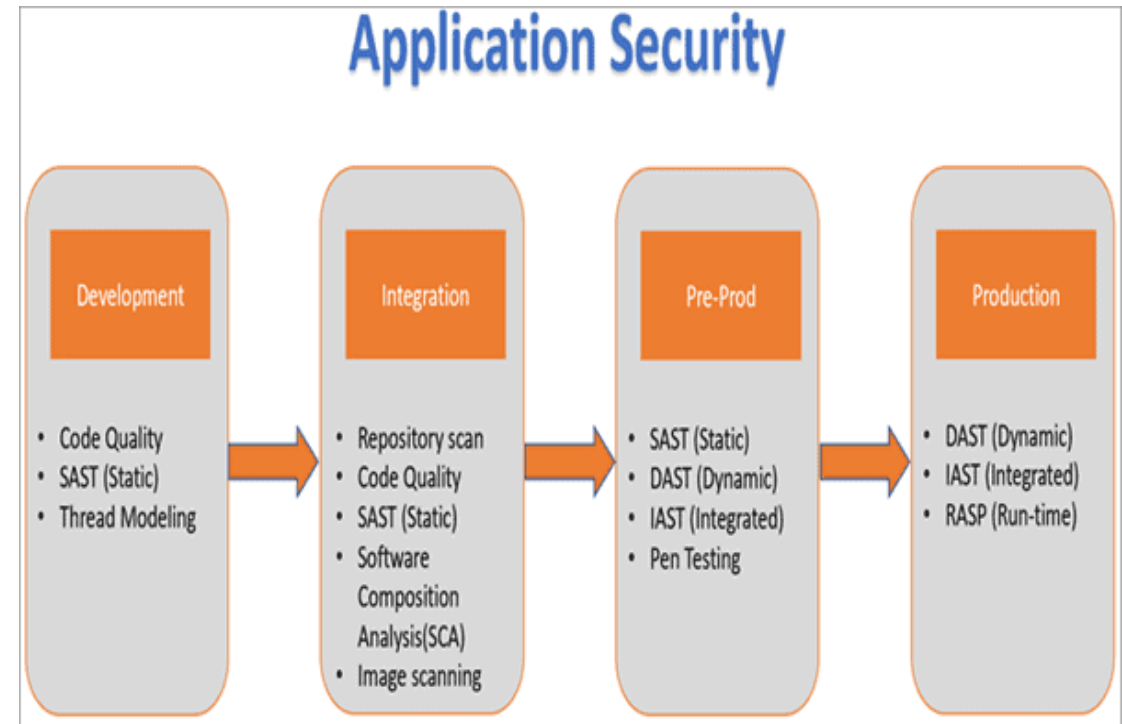 Application Security
Development
• Code Quality
• SAST (Static)
• Thread Modeling
Integration
• Repository scan
• Code Quality
• SAST (Static)
• Software
Composition
Analysis(SCA)
• Image scanning
Pre-Prod
• SAST (Static)
• DAST (Dynamic)
• IAST (Integrated)
• Pen Testing
Production
• DAST (Dynamic)
• IAST (Integrated)
• RASP (Run-time)